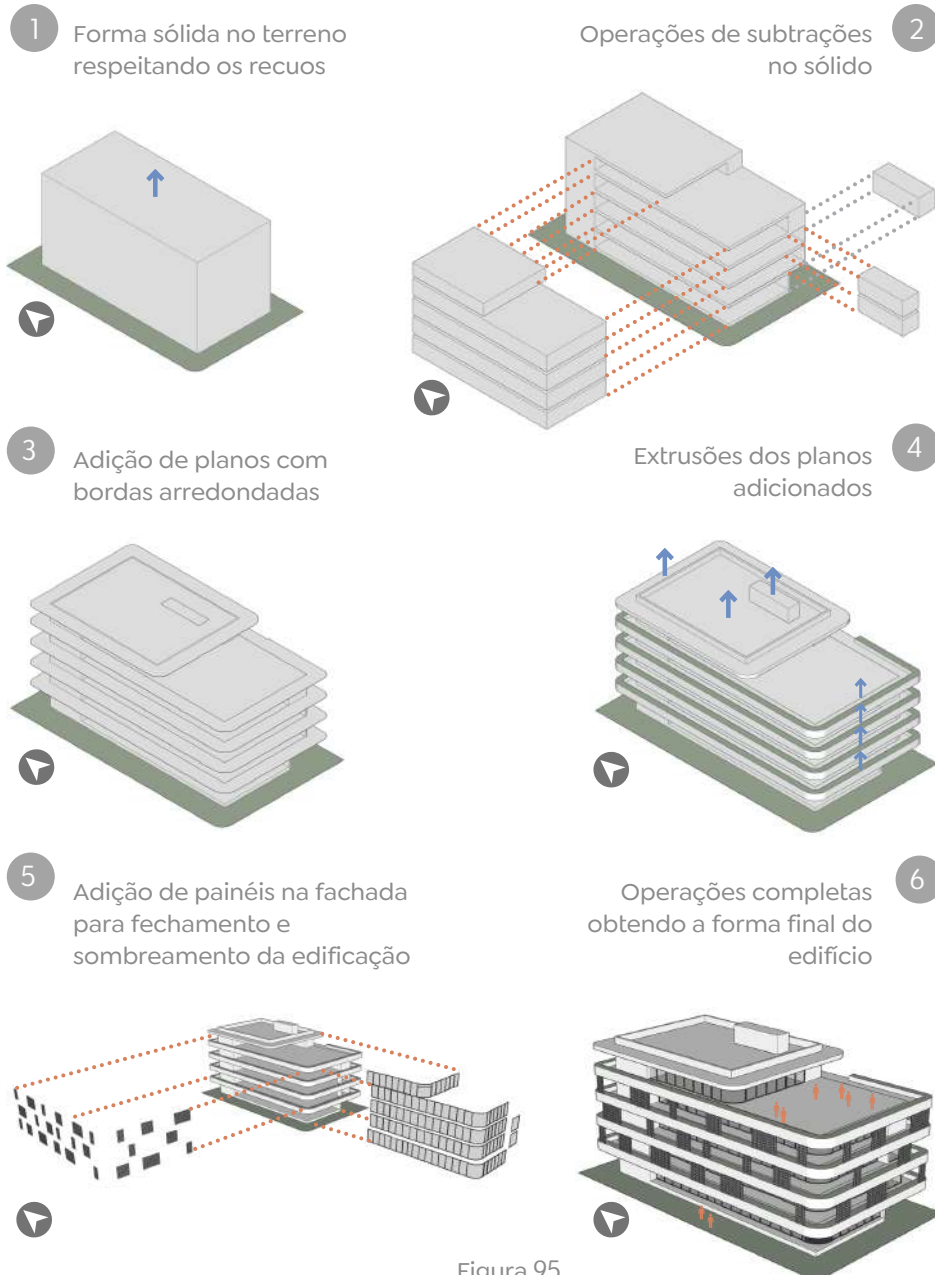 1
Forma sólida no terreno
respeitando os recuos
2
Operações de subtrações
no sólido
3
Adição de planos com
bordas arredondadas
4
Extrusões dos planos
adicionados
5
Adição de painéis na fachada
para fechamento e
sombreamento da edificação
6
Operações completas
obtendo a forma final do
edifício
Figura 95